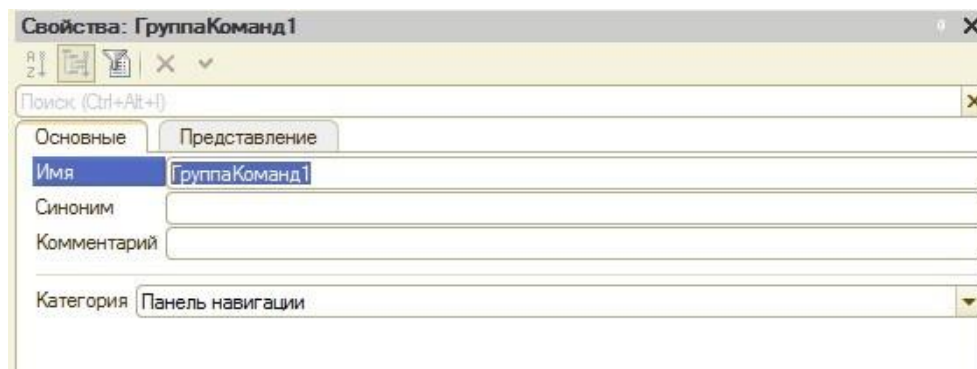 Свойства: ГруппаКоманд1
Поиск (Ctrl+Alt+I)
Основные Представление
Имя ГруппаКоманд1
Синоним
Комментарий
Категория Панель навигации